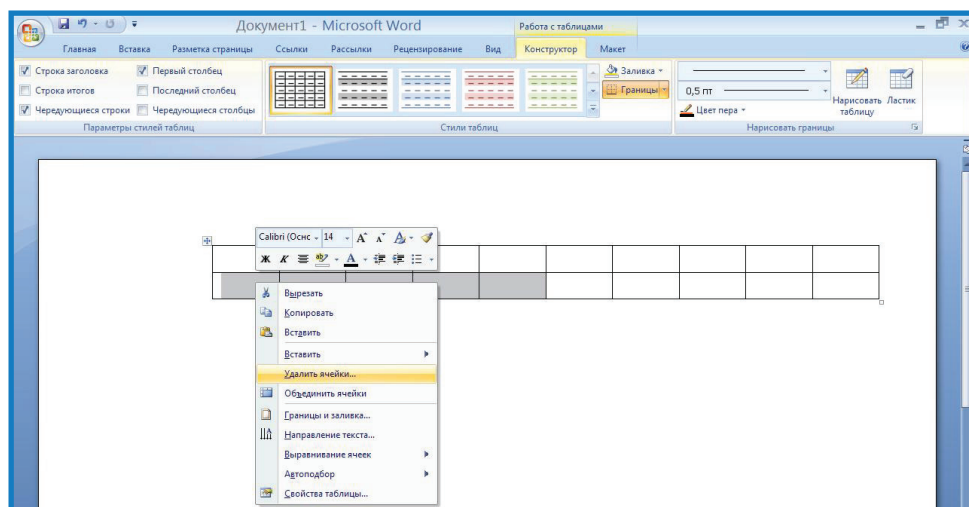 Документ1 - Microsoft Word
Работа с таблицами
Главная Вставка Разметка страницы Ссылки Рассылки Рецензирование Вид Конструктор Макет
Строка заголовка Первый столбец
Строка итогов Последний столбец
Чередующиеся строки Чередующиеся столбцы
Параметры стилей таблиц
Стили таблиц
Заливка
Границы
0,5 пт
Цвет пера
Нарисовать таблицу
Ластик
Нарисовать границы
Calibri (Оснс 14
Ж К
Вырезать
Копировать
Вставить
Вставить
Удалить ячейки...
Объединить ячейки
Границы и заливка...
Направление текста...
Выравнивание ячеек
Автоподбор
Свойства таблицы...